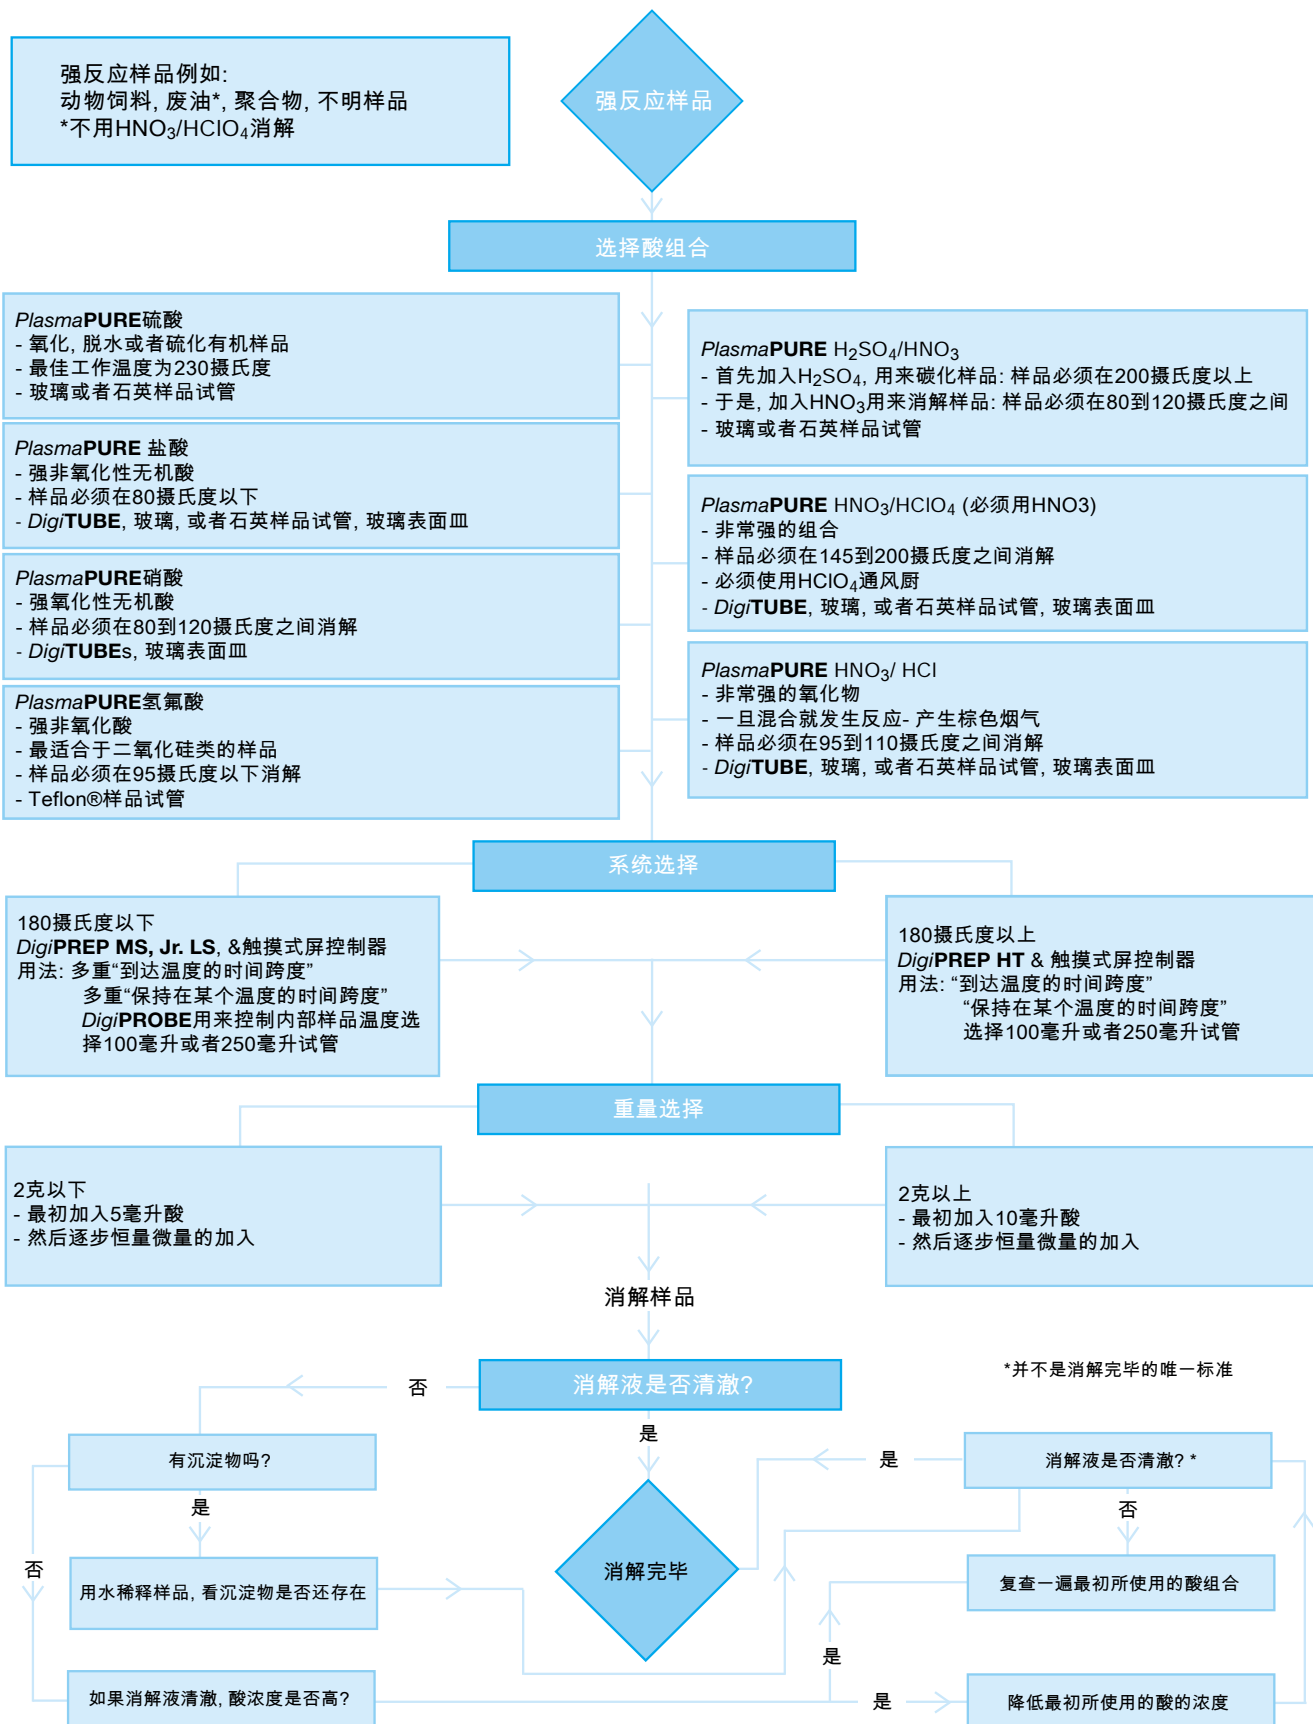 强反应样品例如:
动物饲料, 废油*, 聚合物, 不明样品
*不用HNO₃/HClO₄消解
强反应样品
选择酸组合
PlasmaPURE硫酸
- 氧化, 脱水或者硫化有机样品
- 最佳工作温度为230摄氏度
- 玻璃或者石英样品试管
PlasmaPURE 盐酸
- 强非氧化性无机酸
- 样品必须在80摄氏度以下
- DigiTUBE, 玻璃, 或者石英样品试管, 玻璃表面皿
PlasmaPURE硝酸
- 强氧化性无机酸
- 样品必须在80到120摄氏度之间消解
- DigiTUBEs, 玻璃表面皿
PlasmaPURE氢氟酸
- 强非氧化酸
- 最适合于二氧化硅类的样品
- 样品必须在95摄氏度以下消解
- Teflon®样品试管
PlasmaPURE H₂SO₄/HNO₃
- 首先加入H₂SO₄, 用来碳化样品: 样品必须在200摄氏度以上
- 于是, 加入HNO₃用来消解样品: 样品必须在80到120摄氏度之间
- 玻璃或者石英样品试管
PlasmaPURE HNO₃/HClO₄ (必须用HNO3)
- 非常强的组合
- 样品必须在145到200摄氏度之间消解
- 必须使用HClO₄通风厨
- DigiTUBE, 玻璃, 或者石英样品试管, 玻璃表面皿
PlasmaPURE HNO₃/ HCl
- 非常强的氧化物
- 一旦混合就发生反应- 产生棕色烟气
- 样品必须在95到110摄氏度之间消解
- DigiTUBE, 玻璃, 或者石英样品试管, 玻璃表面皿
系统选择
180摄氏度以下
DigiPREP MS, Jr. LS, &触摸式屏控制器
用法: 多重“到达温度的时间跨度”
多重“保持在某个温度的时间跨度”
DigiPROBE用来控制内部样品温度选
择100毫升或者250毫升试管
180摄氏度以上
DigiPREP HT & 触摸式屏控制器
用法: “到达温度的时间跨度”
“保持在某个温度的时间跨度”
选择100毫升或者250毫升试管
重量选择
2克以下
- 最初加入5毫升酸
- 然后逐步恒量微量的加入
2克以上
- 最初加入10毫升酸
- 然后逐步恒量微量的加入
消解样品
消解液是否清澈?
*并不是消解完毕的唯一标准
否
是
有沉淀物吗?
是
否
用水稀释样品, 看沉淀物是否还存在
如果消解液清澈, 酸浓度是否高?
消解完毕
是
消解液是否清澈? *
否
复查一遍最初所使用的酸组合
是
是
降低最初所使用的酸的浓度